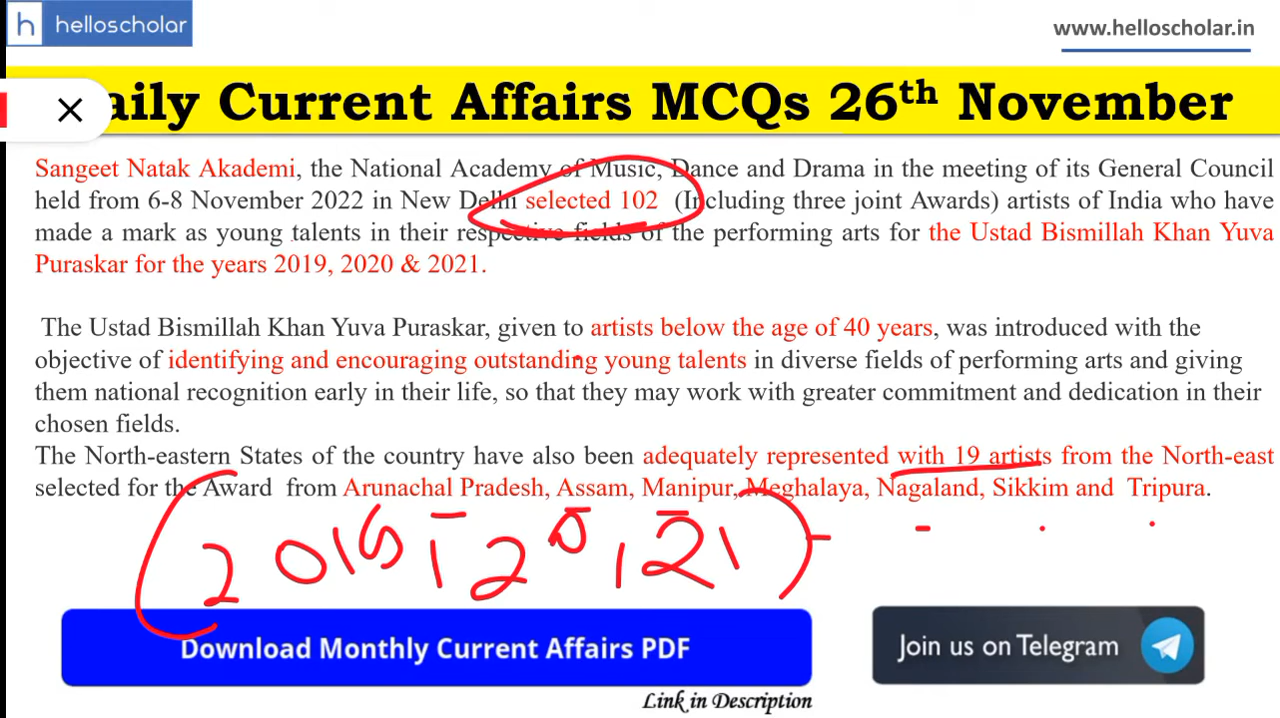 h helloscholar
www.helloscholar.in
aily Current Affairs MCQs 26th November
Sangeet Natak Akademi, the National Academy of Music, Dance and Drama in the meeting of its General Council
held from 6-8 November 2022 in New Delhi selected 102 (Including three joint Awards) artists of India who have
made a mark as young talents in their respective fields of the performing arts for the Ustad Bismillah Khan Yuva
Puraskar for the years 2019, 2020 & 2021.
The Ustad Bismillah Khan Yuva Puraskar, given to artists below the age of 40 years, was introduced with the
objective of identifying and encouraging outstanding young talents in diverse fields of performing arts and giving
them national recognition early in their life, so that they may work with greater commitment and dedication in their
chosen fields.
The North-eastern States of the country have also been adequately represented with 19 artists from the North-east
selected for the Award from Arunachal Pradesh, Assam, Manipur, Meghalaya, Nagaland, Sikkim and Tripura.
Download Monthly Current Affairs PDF
Join us on Telegram
Link in Description